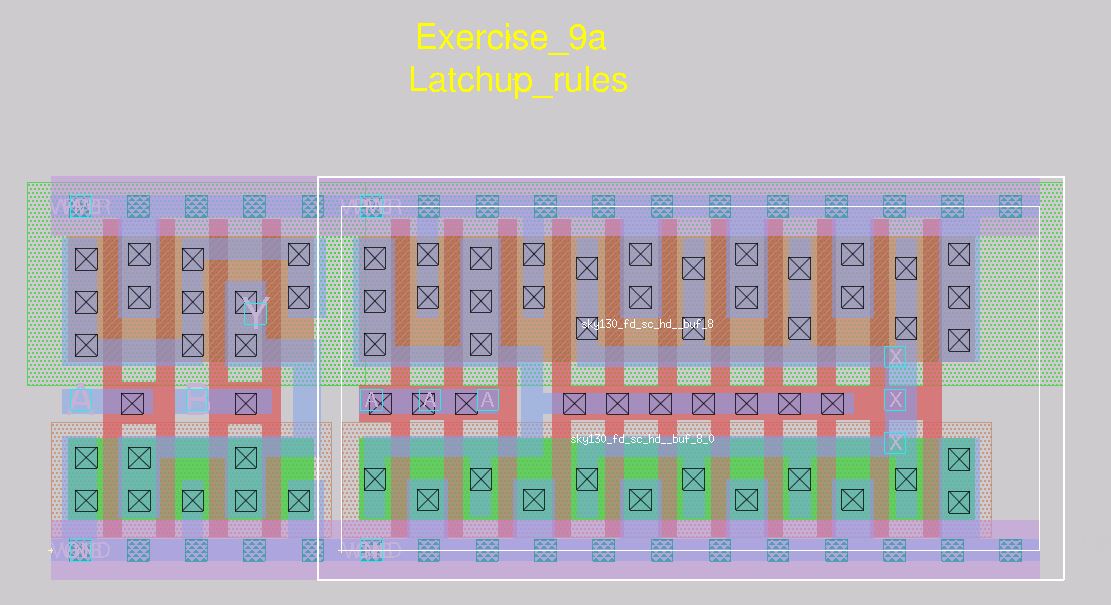 Exercise_9a
Latchup_rules
Y
sky130_fd_sc_hd__buf_8
X
A
B
A
A
A
X
sky130_fd_sc_hd__buf_8_0
X